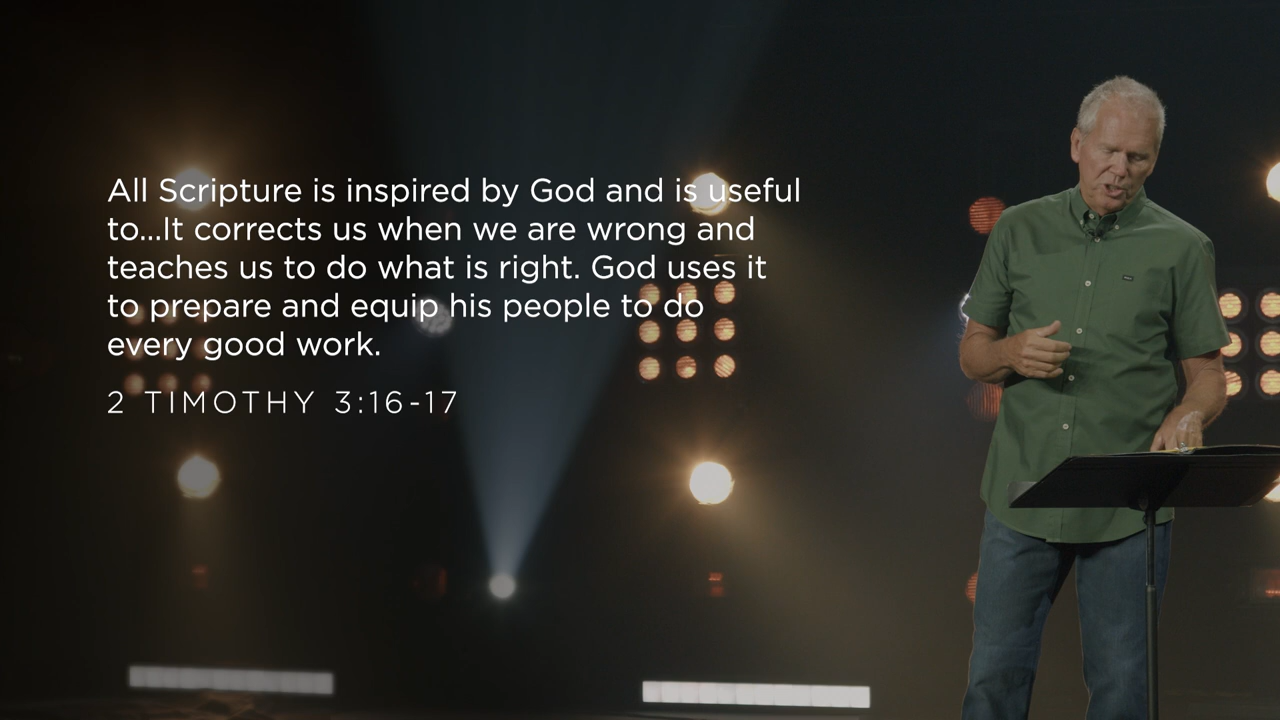 All Scripture is inspired by God and is useful
to...It corrects us when we are wrong and
teaches us to do what is right. God uses it
to prepare and equip his people to do
every good work.
2 TIMOTHY 3:16-17